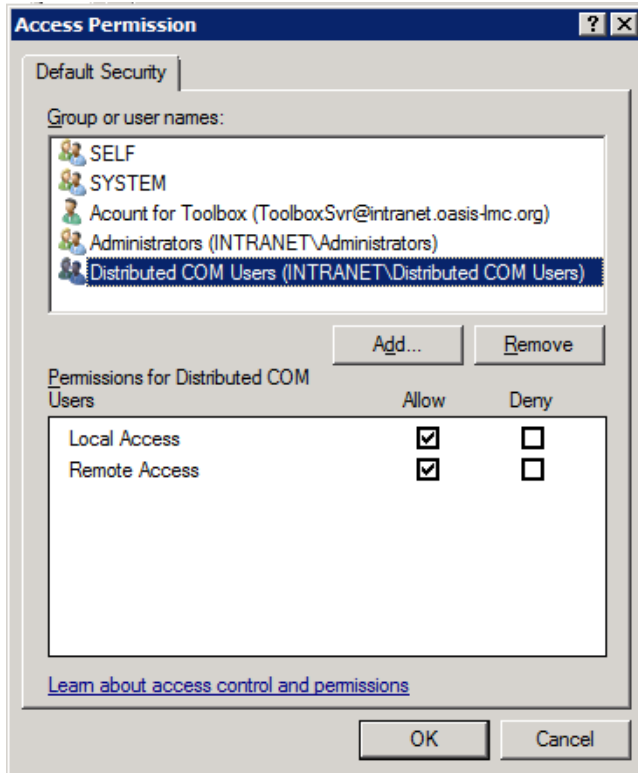 Access Permission
Default Security
Group or user names:
SELF
SYSTEM
Acount for Toolbox (ToolboxSvr@intranet.oasis-lmc.org)
Administrators (INTRANET\Administrators)
Distributed COM Users (INTRANET\Distributed COM Users)
Add...
Remove
Permissions for Distributed COM
Users
Allow
Deny
Local Access
Remote Access
Learn about access control and permissions
OK
Cancel